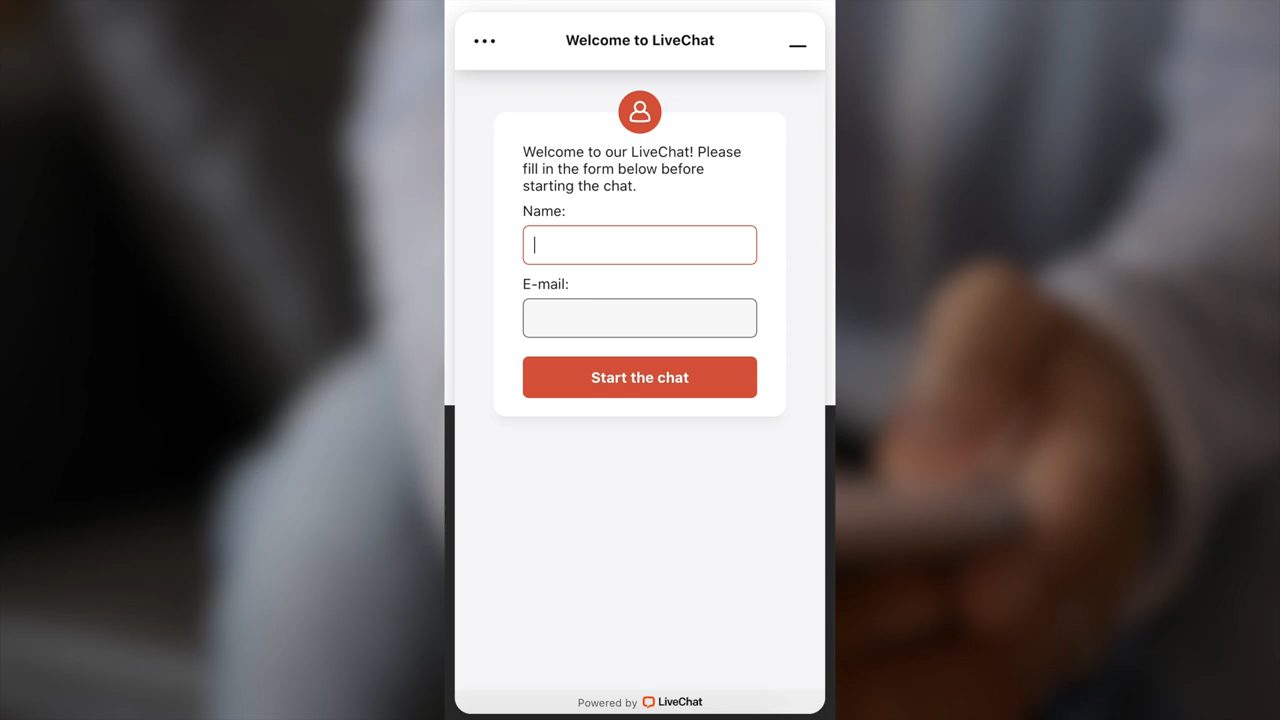 Welcome to LiveChat
Welcome to our LiveChat! Please
fill in the form below before
starting the chat.
Name:
E-mail:
Start the chat
Powered by LiveChat